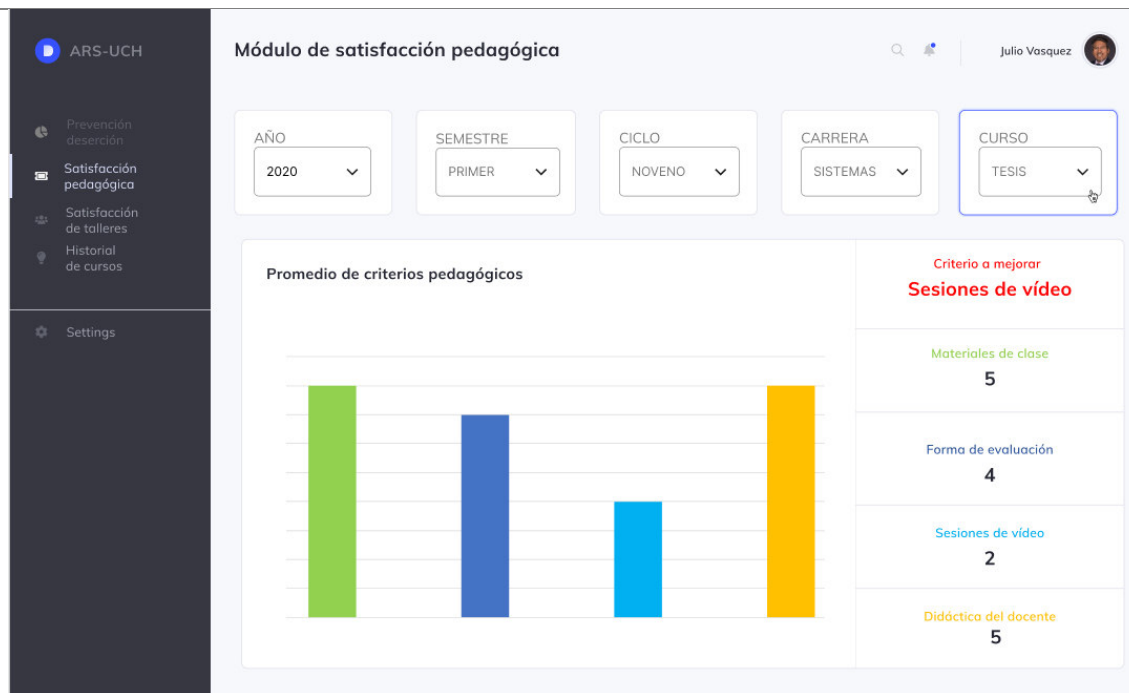 ARS-UCH
Módulo de satisfacción pedagógica
Julio Vasquez
Prevención
deserción
Satisfacción
pedagógica
Satisfacción
de talleres
Historial
de cursos
Settings
AÑO
2020
SEMESTRE
PRIMER
CICLO
NOVENO
CARRERA
SISTEMAS
CURSO
TESIS
Promedio de criterios pedagógicos
Criterio a mejorar
Sesiones de vídeo
Materiales de clase
5
Forma de evaluación
4
Sesiones de vídeo
2
Didáctica del docente
5